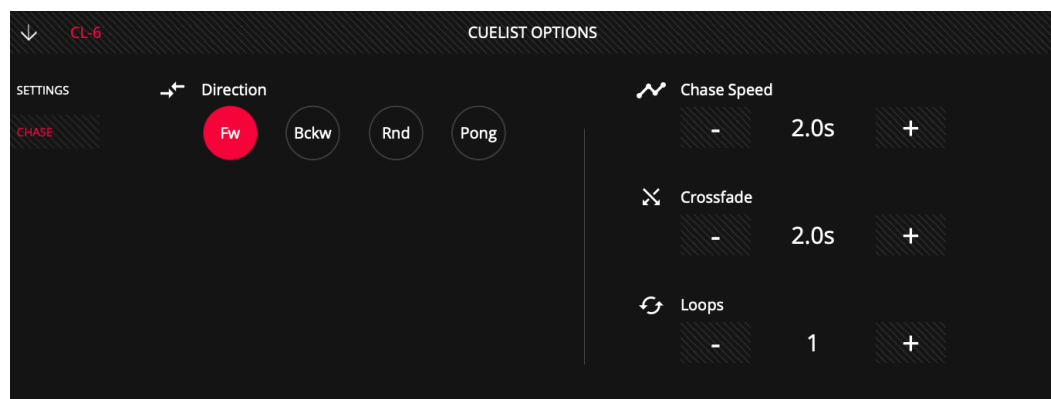 CL-6
CUELIST OPTIONS
SETTINGS
CHASE
Direction
Fw Bckw Rnd Pong
Chase Speed
- 2.0s +
Crossfade
- 2.0s +
Loops
- 1 +